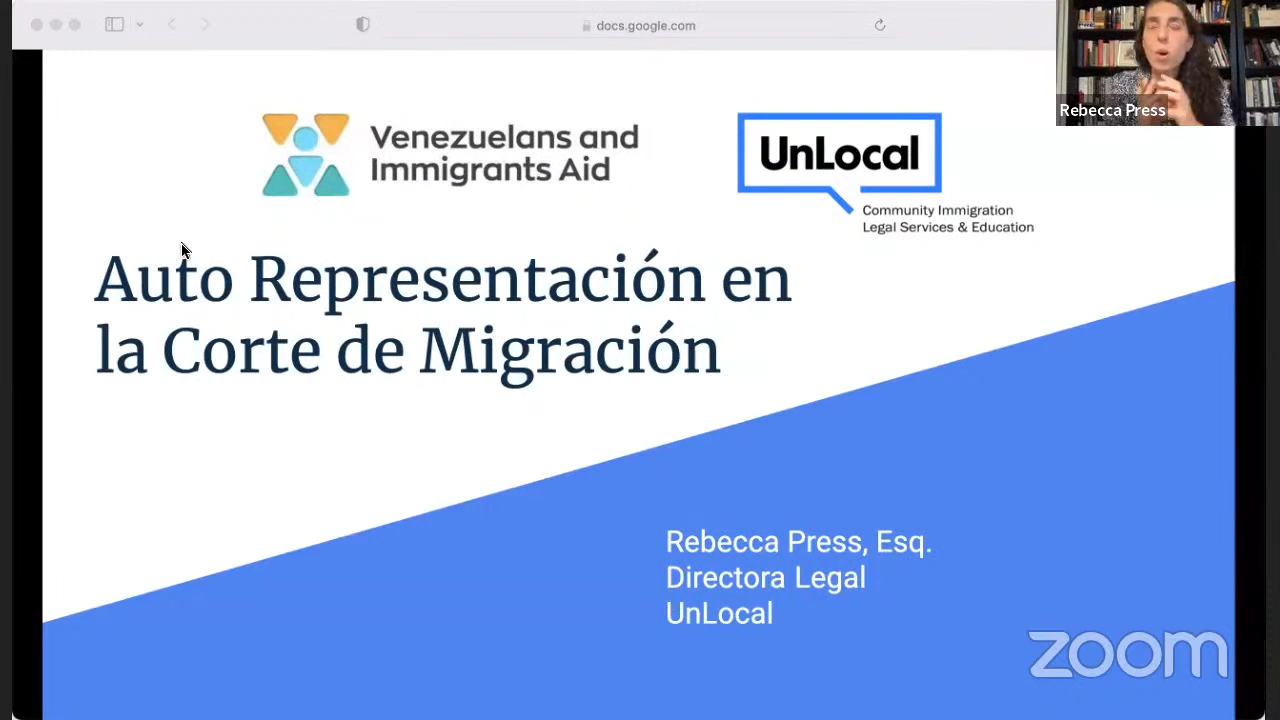 docs.google.com
Rebecca Press
Venezuelans and
Immigrants Aid
UnLocal
Community Immigration
Legal Services & Education
Auto Representación en
la Corte de Migración
Rebecca Press, Esq.
Directora Legal
UnLocal
zoom